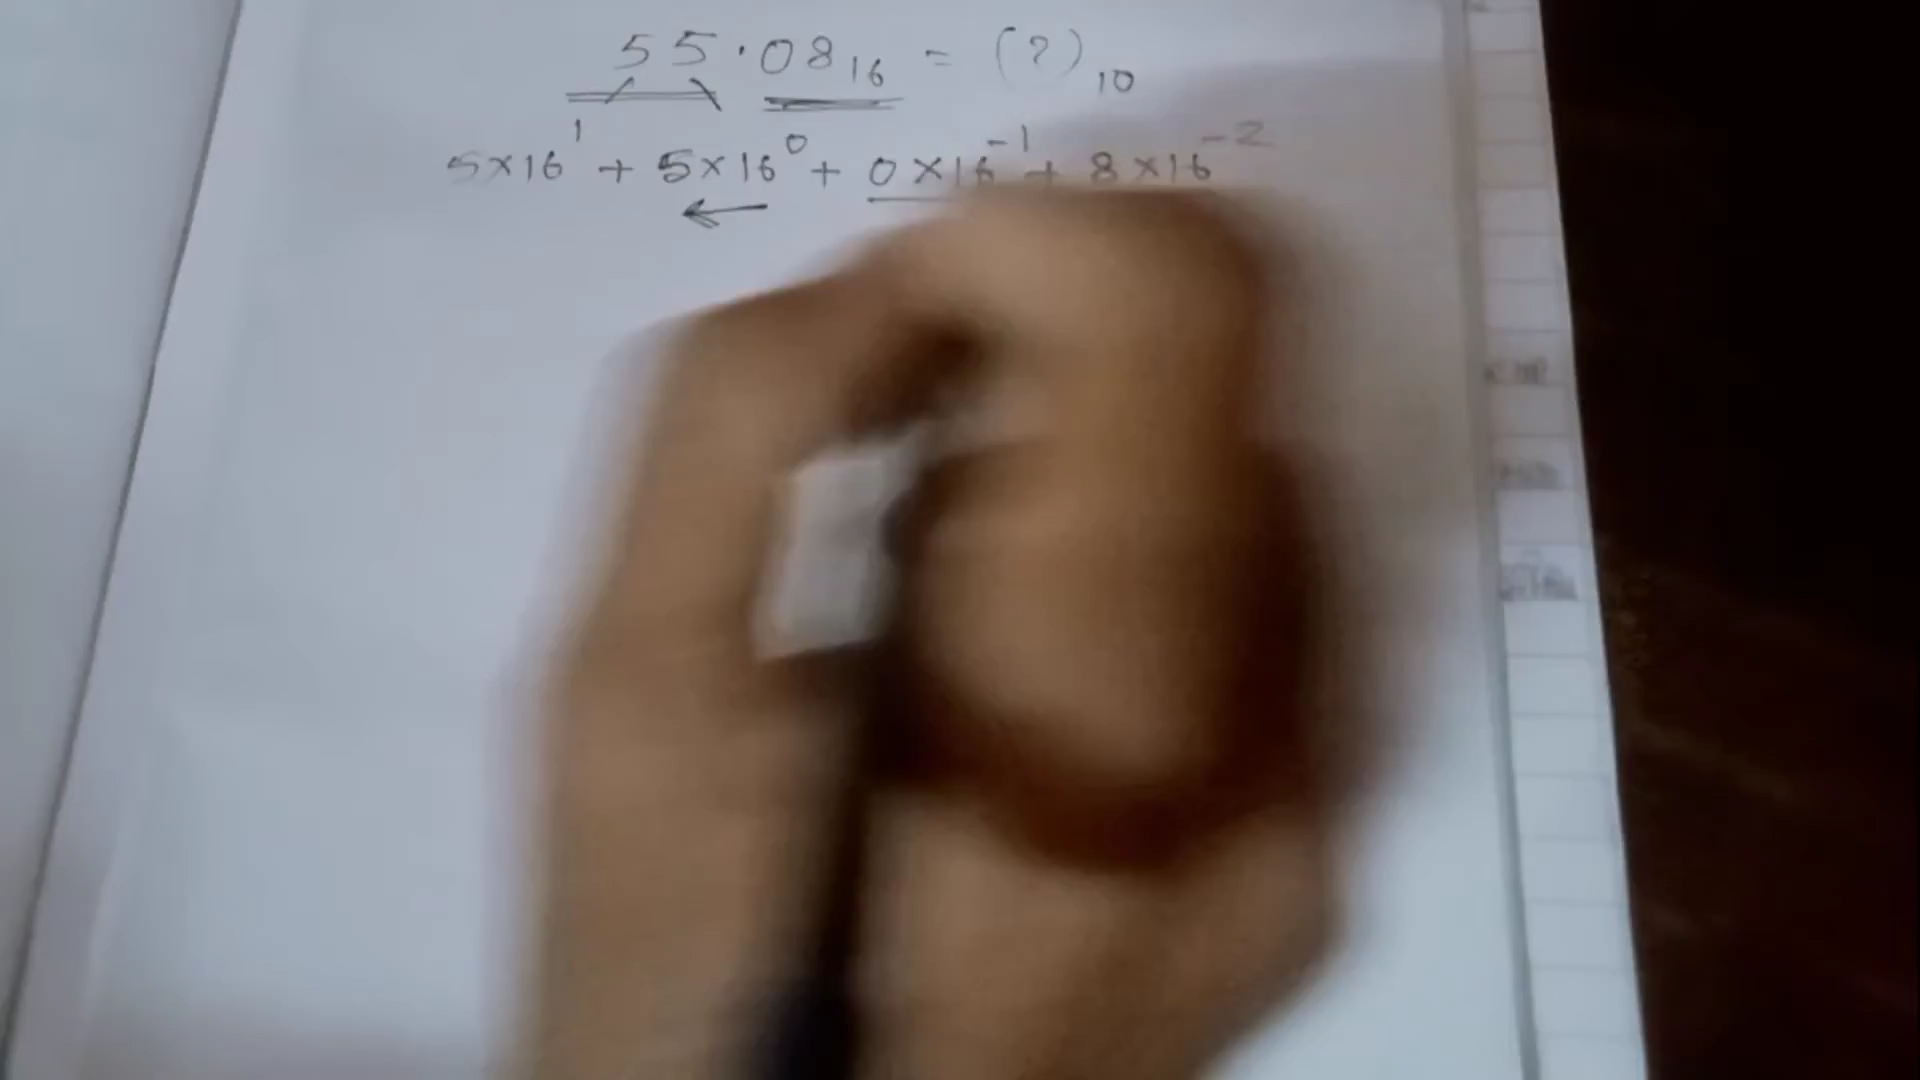 55.08₁₆ = (?)₁₀
5×16¹ + 5×16⁰ + 0×16⁻¹ + 8×16⁻²